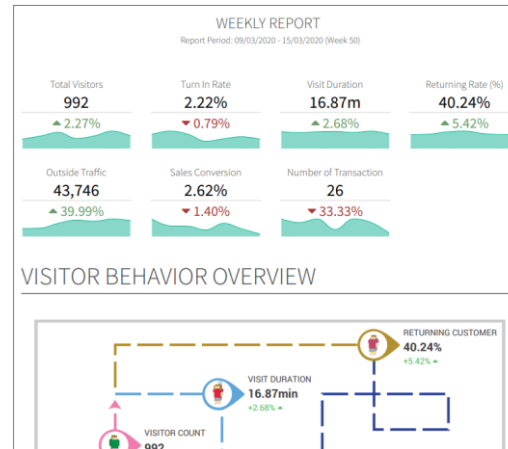 WEEKLY REPORT
Report Period: 09/03/2020 - 15/03/2020 (Week 50)
Total Visitors
992
2.27%
Turn In Rate
2.22%
0.79%
Visit Duration
16.87m
2.68%
Returning Rate (%)
40.24%
5.42%
Outside Traffic
43,746
39.99%
Sales Conversion
2.62%
1.40%
Number of Transaction
26
33.33%
VISITOR BEHAVIOR OVERVIEW
RETURNING CUSTOMER
40.24%
+5.42%
VISIT DURATION
16.87min
+2.68%
VISITOR COUNT
992